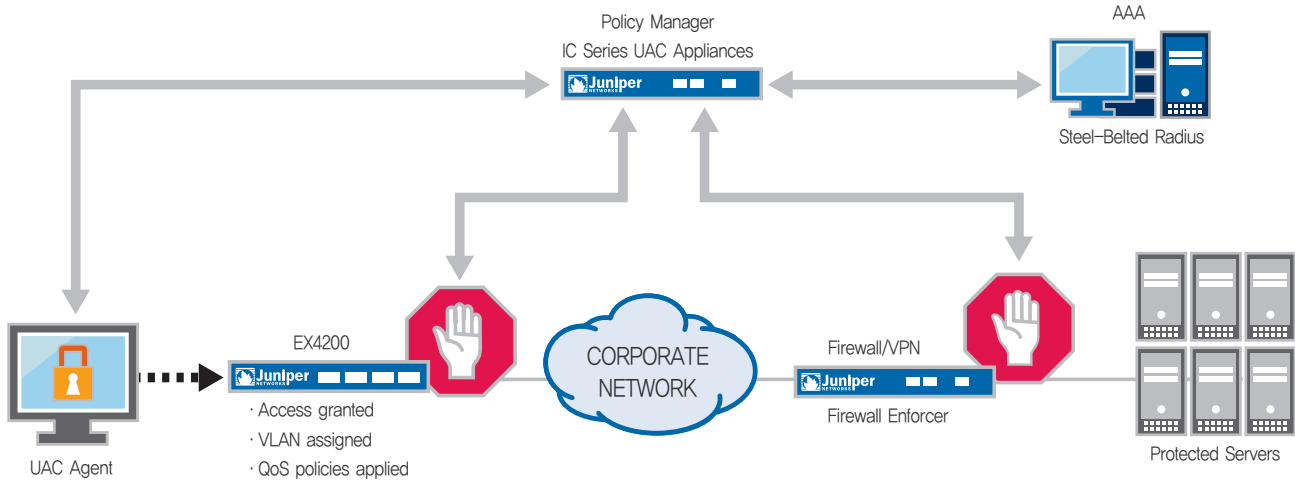 Policy Manager
IC Series UAC Appliances
Juniper
NETWORKS
AAA
Steel-Belted Radius
UAC Agent
EX4200
Juniper
NETWORKS
· Access granted
· VLAN assigned
· QoS policies applied
CORPORATE
NETWORK
Firewall/VPN
Juniper
NETWORKS
Firewall Enforcer
Protected Servers